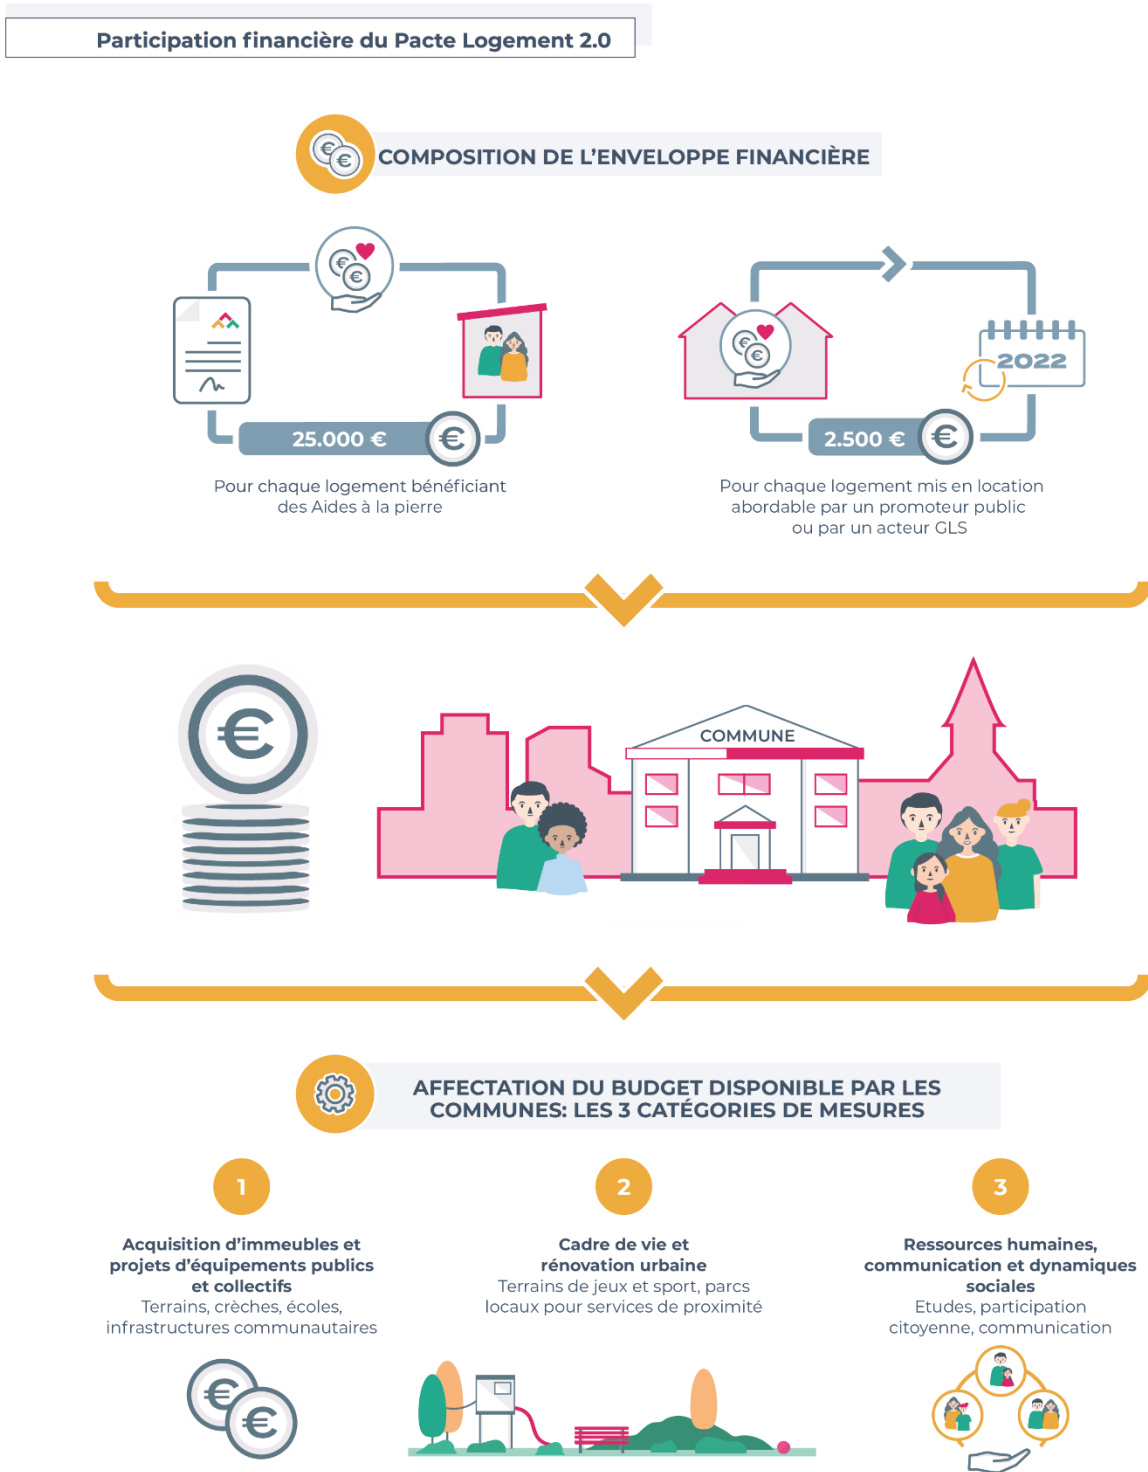 Participation financière du Pacte Logement 2.0
COMPOSITION DE L'ENVELOPPE FINANCIÈRE
25.000 €
Pour chaque logement bénéficiant
des Aides à la pierre
2022
2.500 €
Pour chaque logement mis en location
abordable par un promoteur public
ou par un acteur GLS
COMMUNE
AFFECTATION DU BUDGET DISPONIBLE PAR LES
COMMUNES: LES 3 CATÉGORIES DE MESURES
1
Acquisition d'immeubles et
projets d'équipements publics
et collectifs
Terrains, crèches, écoles,
infrastructures communautaires
2
Cadre de vie et
rénovation urbaine
Terrains de jeux et sport, parcs
locaux pour services de proximité
3
Ressources humaines,
communication et dynamiques
sociales
Etudes, participation
citoyenne, communication